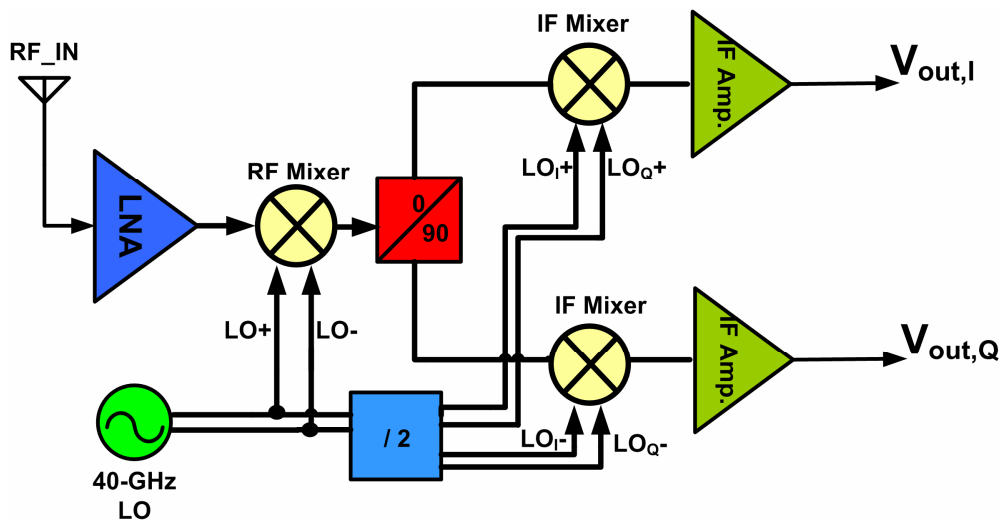 IF Mixer
RF_IN
IF Amp.
Vout,I
LOI+
LOQ+
RF Mixer
LNA
0
90
IF Mixer
LO+
LO-
IF Amp.
Vout,Q
/ 2
LOI-
LOQ-
40-GHz
LO